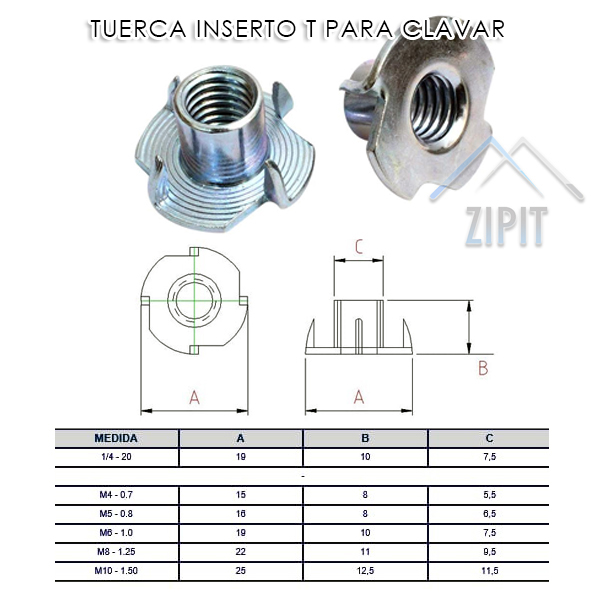 TUERCA INSERTO T PARA CLAVAR
ZIPIT
C
B
A
A
MEDIDA A B C
1/4 - 20 19 10 7,5
-
M4 - 0.7 15 8 5,5
M5 - 0.8 16 8 6,5
M6 - 1.0 19 10 7,5
M8 - 1.25 22 11 9,5
M10 - 1.50 25 12,5 11,5